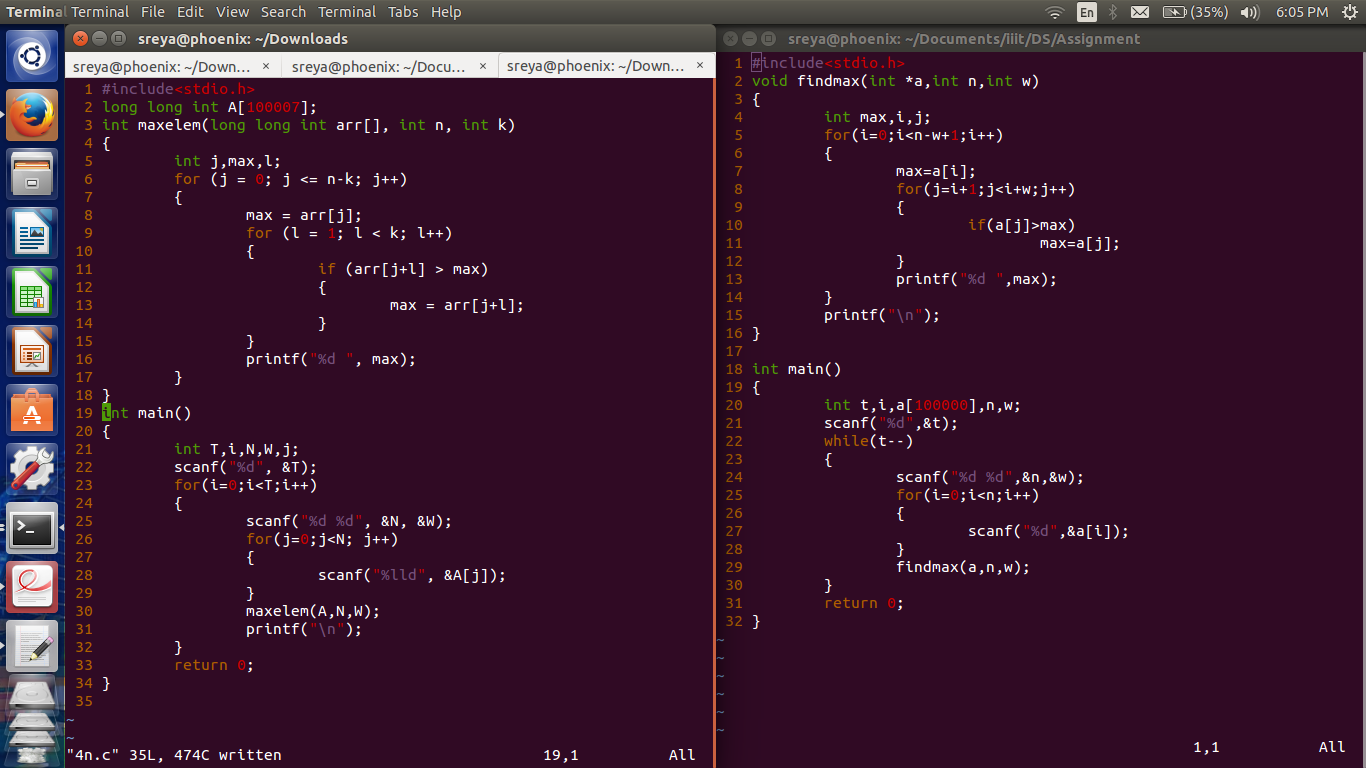 Terminal Terminal File Edit View Search Terminal Tabs Help En (35%) 6:05 PM
sreya@phoenix: ~/Downloads
sreya@phoenix: ~/Down... × sreya@phoenix: ~/Docu... × sreya@phoenix: ~/Down... ×
1 #include<stdio.h>
2 long long int A[100007];
3 int maxelem(long long int arr[], int n, int k)
4 {
5 int j,max,l;
6 for (j = 0; j <= n-k; j++)
7 {
8 max = arr[j];
9 for (l = 1; l < k; l++)
10 {
11 if (arr[j+l] > max)
12 {
13 max = arr[j+l];
14 }
15 }
16 printf("%d ", max);
17 }
18 }
19 int main()
20 {
21 int T,i,N,W,j;
22 scanf("%d", &T);
23 for(i=0;i<T;i++)
24 {
25 scanf("%d %d", &N, &W);
26 for(j=0;j<N; j++)
27 {
28 scanf("%lld", &A[j]);
29 }
30 maxelem(A,N,W);
31 printf("\n");
32 }
33 return 0;
34 }
35
~
~
"4n.c" 35L, 474C written 19,1 All
sreya@phoenix: ~/Documents/iiit/DS/Assignment
1 #include<stdio.h>
2 void findmax(int *a,int n,int w)
3 {
4 int max,i,j;
5 for(i=0;i<n-w+1;i++)
6 {
7 max=a[i];
8 for(j=i+1;j<i+w;j++)
9 {
10 if(a[j]>max)
11 max=a[j];
12 }
13 printf("%d ",max);
14 }
15 printf("\n");
16 }
17
18 int main()
19 {
20 int t,i,a[100000],n,w;
21 scanf("%d",&t);
22 while(t--)
23 {
24 scanf("%d %d",&n,&w);
25 for(i=0;i<n;i++)
26 {
27 scanf("%d",&a[i]);
28 }
29 findmax(a,n,w);
30 }
31 return 0;
32 }
~
~
~
~
~
~
1,1 All